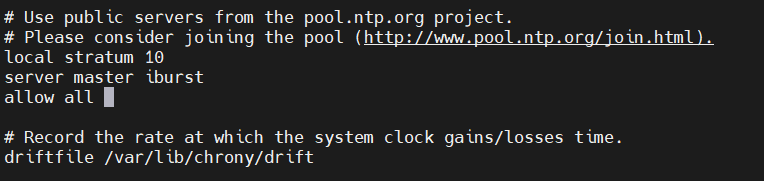 # Use public servers from the pool.ntp.org project.
# Please consider joining the pool (http://www.pool.ntp.org/join.html).
local stratum 10
server master iburst
allow all
# Record the rate at which the system clock gains/losses time.
driftfile /var/lib/chrony/drift